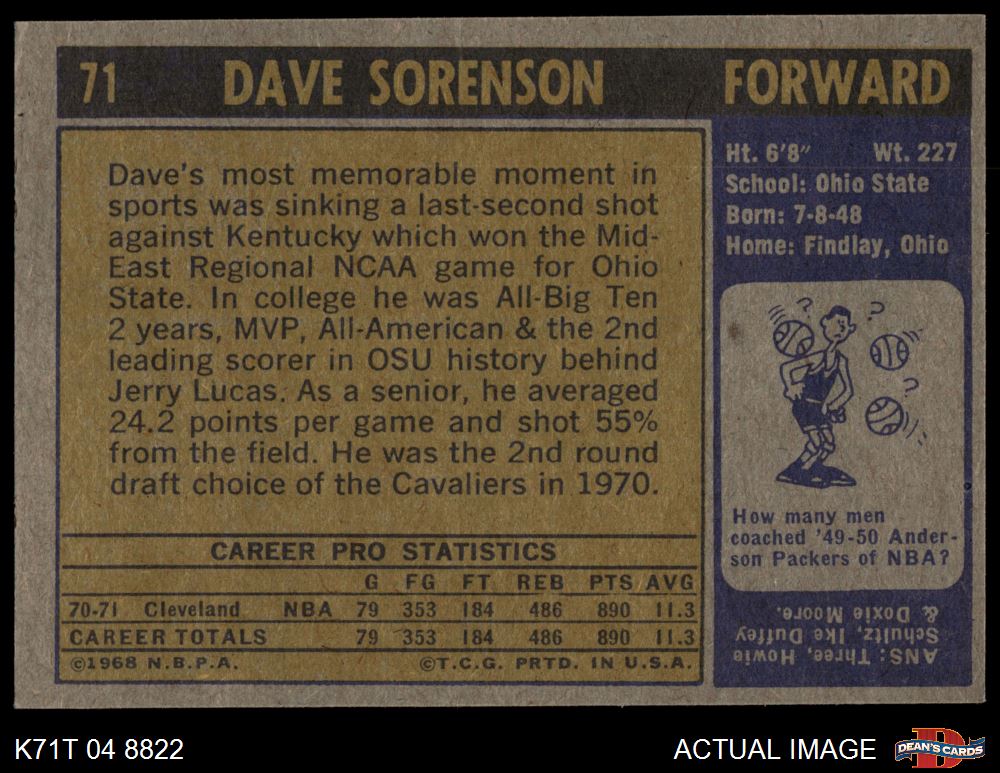 71 DAVE SORENSON FORWARD
Dave's most memorable moment in
sports was sinking a last-second shot
against Kentucky which won the Mid-
East Regional NCAA game for Ohio
State. In college he was All-Big Ten
2 years, MVP, All-American & the 2nd
leading scorer in OSU history behind
Jerry Lucas. As a senior, he averaged
24.2 points per game and shot 55%
from the field. He was the 2nd round
draft choice of the Cavaliers in 1970.
CAREER PRO STATISTICS
G FG FT REB PTS AVG
70-71 Cleveland NBA 79 353 184 486 890 11.3
CAREER TOTALS 79 353 184 486 890 11.3
©1968 N.B.P.A. ©T.C.G. PRTD. IN U.S.A.
Ht. 6'8" Wt. 227
School: Ohio State
Born: 7-8-48
Home: Findlay, Ohio
? ? ?
How many men
coached '49-50 Ander-
son Packers of NBA?
ANS: Three, Howie
Schultz, Ike Duffey
& Doxie Moore.
K71T 04 8822 ACTUAL IMAGE D DEAN'S CARDS